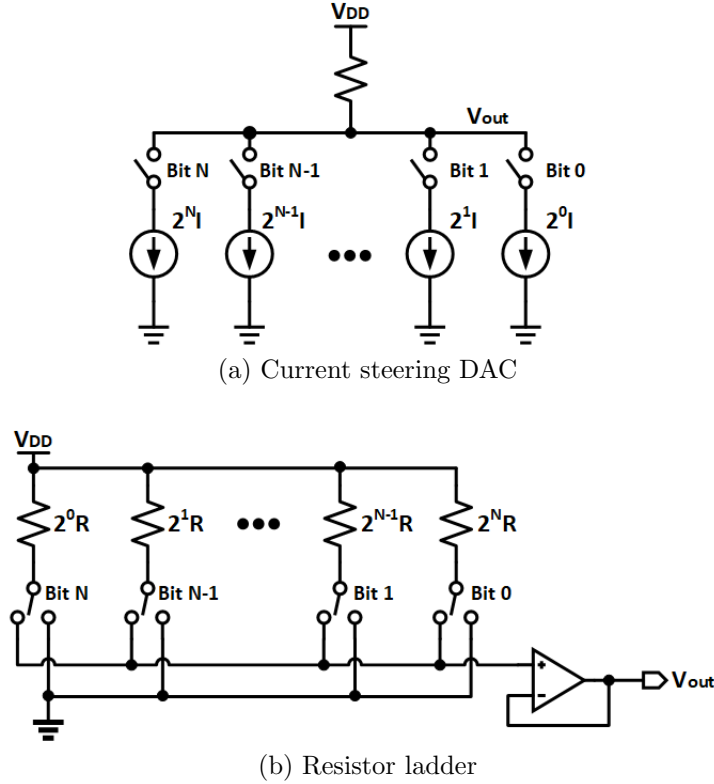 VDD
Vout
Bit N Bit N-1 Bit 1 Bit 0
2^N I 2^N-1 I 2^1 I 2^0 I
(a) Current steering DAC
VDD
2^0 R 2^1 R 2^N-1 R 2^N R
Bit N Bit N-1 Bit 1 Bit 0
+
-
Vout
(b) Resistor ladder